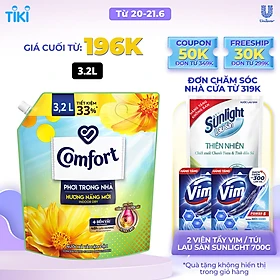 TIKI
Từ 20-21.6
Unilever
GIÁ CUỐI TỪ: 196K
3.2L
COUPON
50K
ĐƠN TỪ 349K
FREESHIP
30K
ĐƠN TỪ 299K
ĐƠN CHĂM SÓC
NHÀ CỬA TỪ 319K
3,2L
TIẾT KIỆM
33%
Comfort
PHƠI TRONG NHÀ
HƯƠNG NẮNG MỚI
Sunlight
THIÊN NHIÊN
Vim
Vim
2 VIÊN TẨY VIM / TÚI
LAU SÀN SUNLIGHT 700G
*Quà tặng không hiển thị
trong giỏ hàng